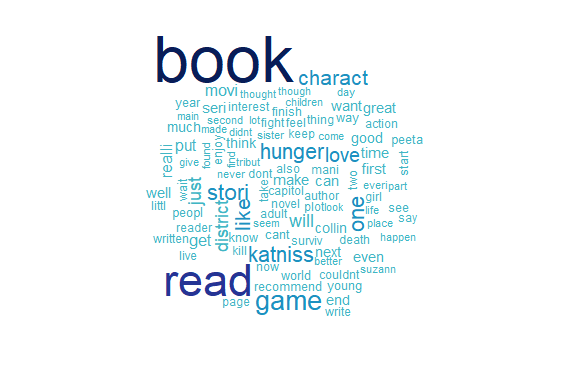 book
charact
movi thought though day
year seri interest children want great
main second lot finish
much made didnt fight feel thing way action
sister keep come good peeta
realli put enjoy think hunger love time start
give found find tribut also mani first
never dont
well wait just stori take capitol make can two everi part
littl like novel author girl
peopl district adult plot look one life see
reader seem will collin place say
written get know cant surviv death happen
live kill katniss next even
now better suzann
read world couldnt
recommend young
page game end
write